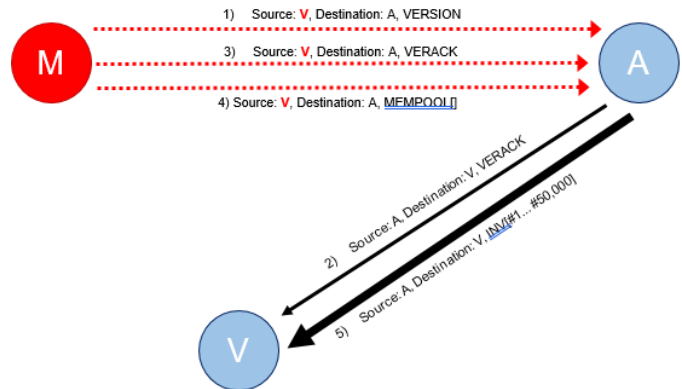 1) Source: V, Destination: A, VERSION
M
3) Source: V, Destination: A, VERACK
A
4) Source: V, Destination: A, MEMPOOL[]
2) Source: A, Destination: V, VERACK
5) Source: A, Destination: V, INV[#1...#50,000]
V